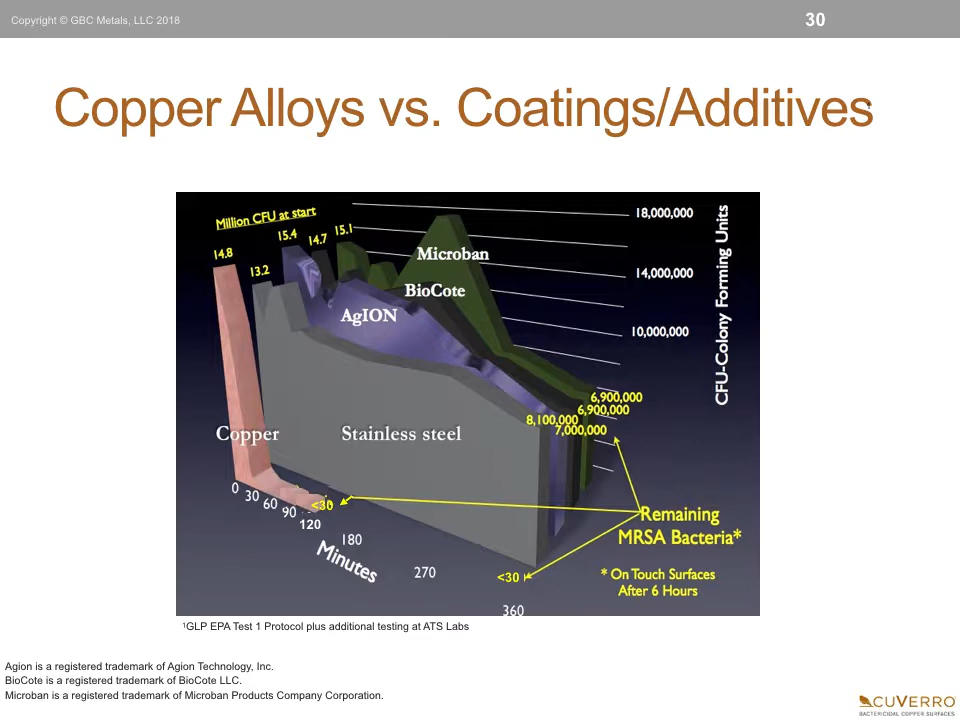 Copyright © GBC Metals, LLC 2018
30
Copper Alloys vs. Coatings/Additives
Million CFU at start
14.8
13.2
15.4
14.7
15.1
Microban
BioCote
AgION
Copper
Stainless steel
18,000,000
14,000,000
10,000,000
CFU-Colony Forming Units
6,900,000
6,900,000
8,100,000
7,000,000
0
30
60
90
120
180
270
360
Minutes
<30
<30
Remaining
MRSA Bacteria*
* On Touch Surfaces
After 6 Hours
¹GLP EPA Test 1 Protocol plus additional testing at ATS Labs
Agion is a registered trademark of Agion Technology, Inc.
BioCote is a registered trademark of BioCote LLC.
Microban is a registered trademark of Microban Products Company Corporation.
CUVERRO
BACTERICIDAL COPPER SURFACES